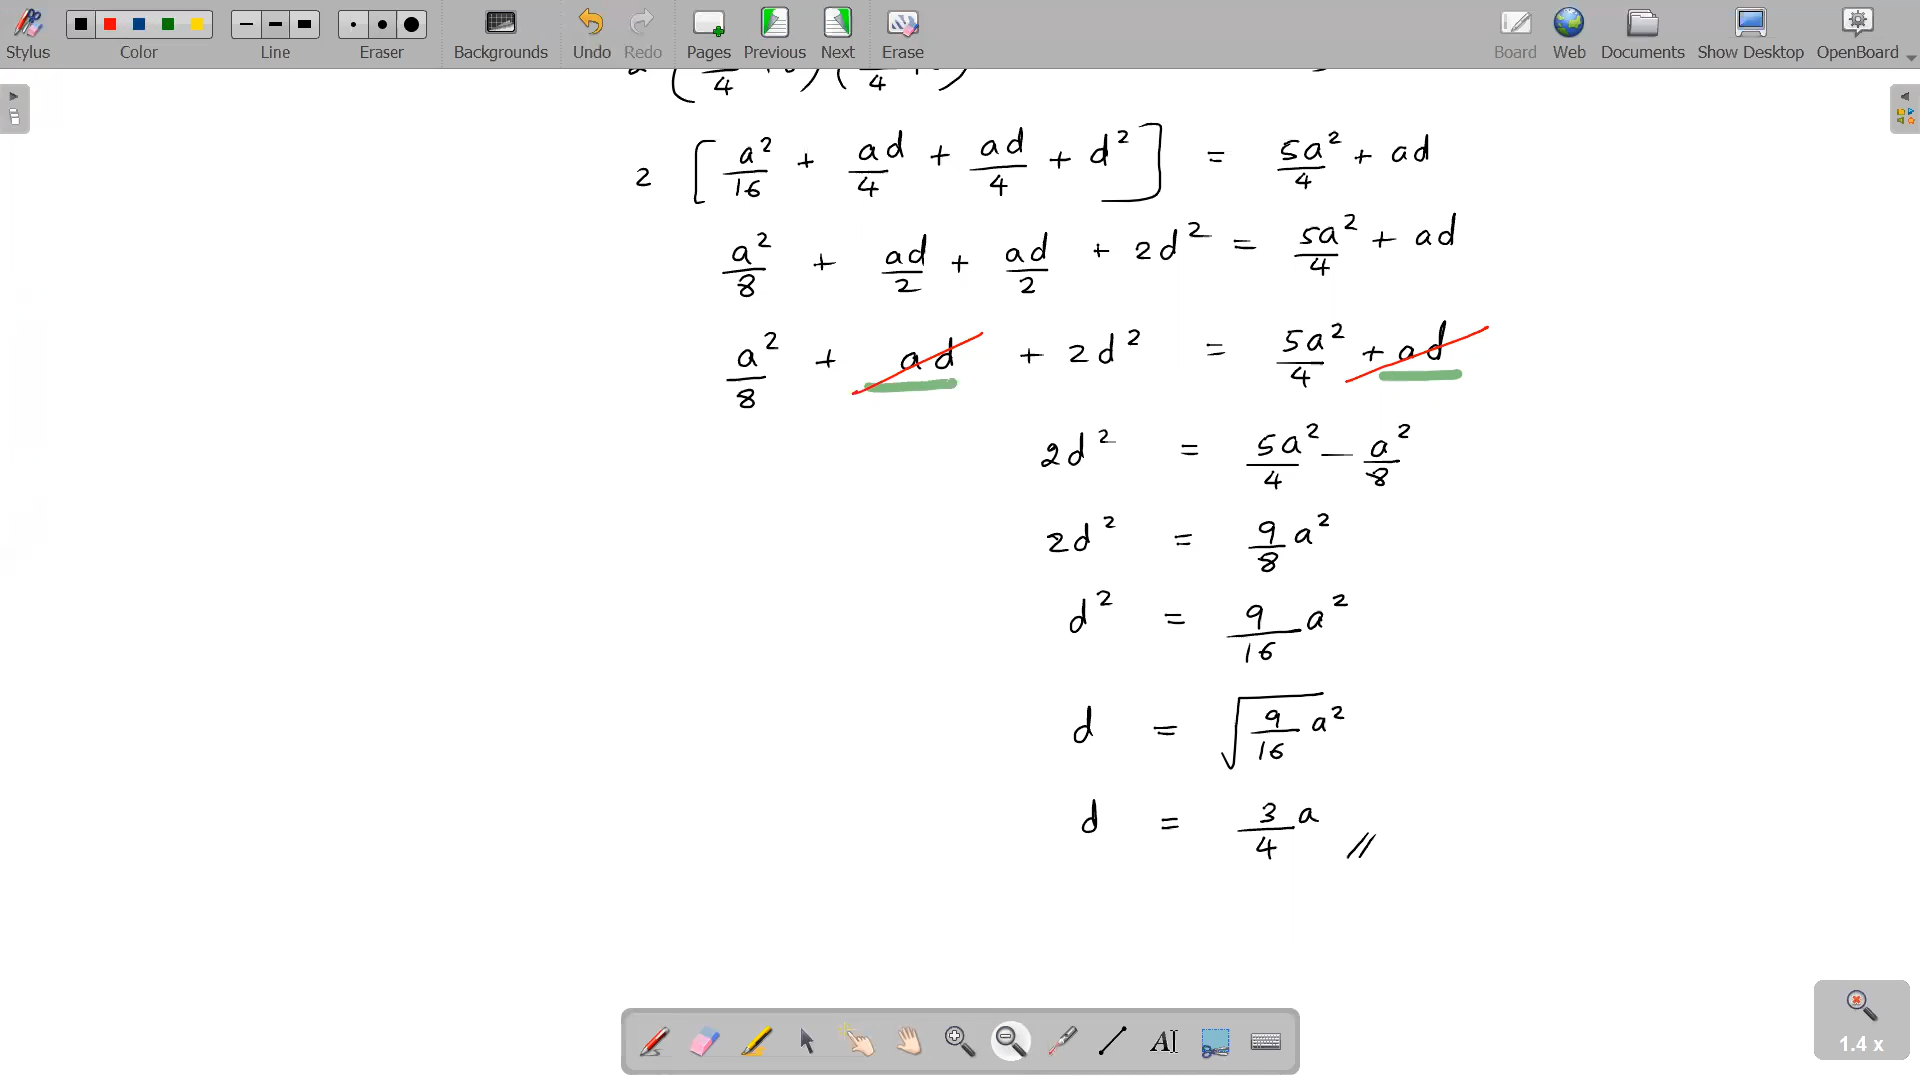 Stylus Color Line Eraser Backgrounds Undo Redo Pages Previous Next Erase Board Web Documents Show Desktop OpenBoard
2 [ a²/16 + ad/4 + ad/4 + d² ] = 5a²/4 + ad
a²/8 + ad/2 + ad/2 + 2d² = 5a²/4 + ad
a²/8 + ad + 2d² = 5a²/4 + ad
2d² = 5a²/4 — a²/8
2d² = 9/8 a²
d² = 9/16 a²
d = √(9/16 a²)
d = 3/4 a //
1.4 x